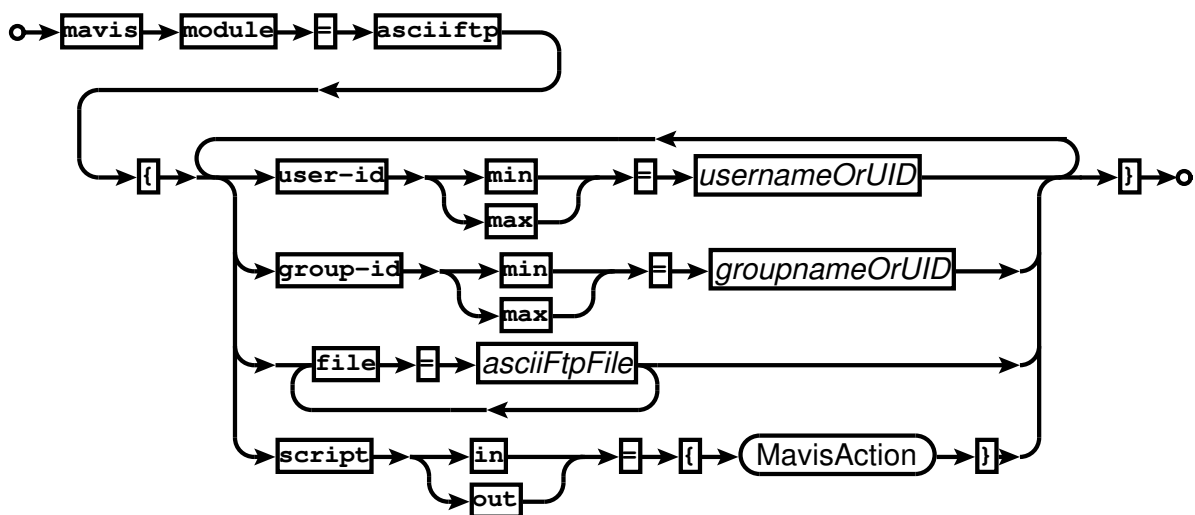 mavis module = asciiftp
{ user-id min = usernameOrUID }
max
group-id min = groupnameOrUID
max
file = asciiFtpFile
script in = { MavisAction }
out